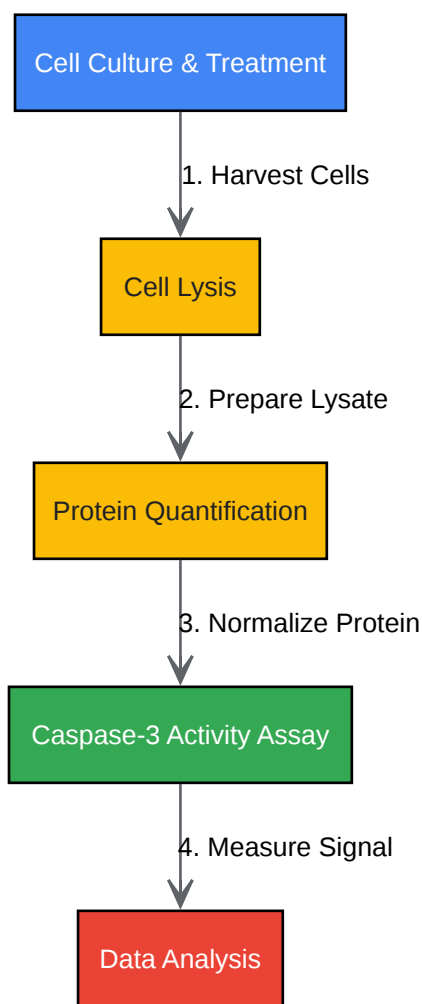 Cell Culture & Treatment
1. Harvest Cells
Cell Lysis
2. Prepare Lysate
Protein Quantification
3. Normalize Protein
Caspase-3 Activity Assay
4. Measure Signal
Data Analysis